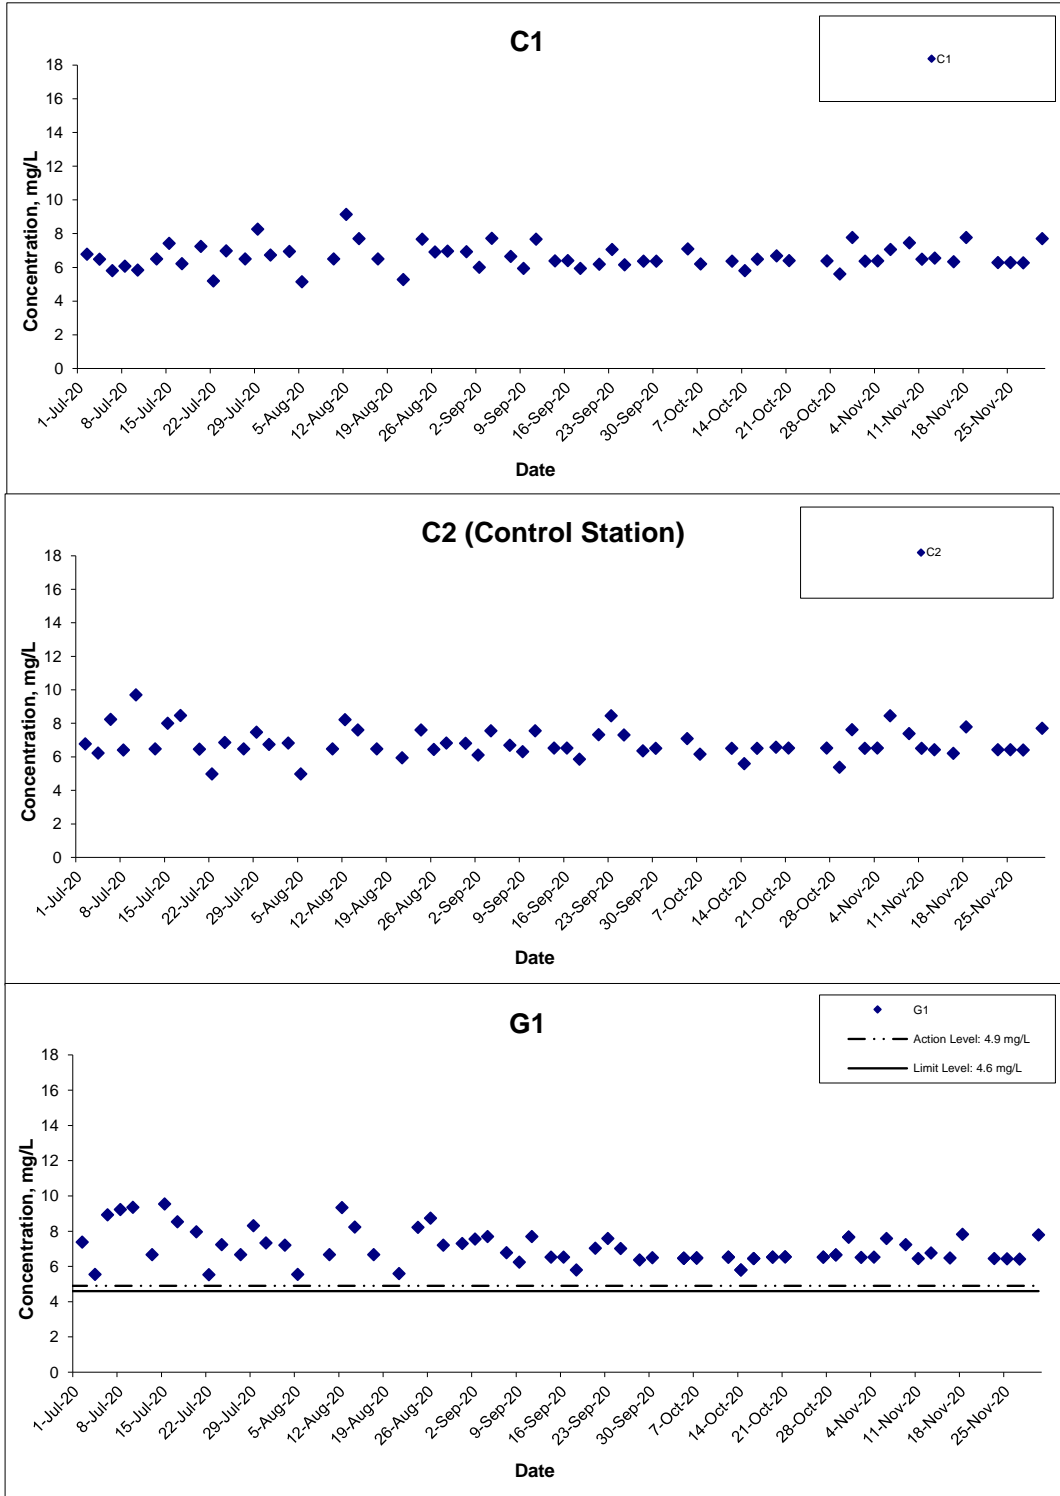 C1
C1
18
16
14
12
10
8
6
4
2
0
Concentration, mg/L
1-Jul-20
8-Jul-20
15-Jul-20
22-Jul-20
29-Jul-20
5-Aug-20
12-Aug-20
19-Aug-20
26-Aug-20
2-Sep-20
9-Sep-20
16-Sep-20
23-Sep-20
30-Sep-20
7-Oct-20
14-Oct-20
21-Oct-20
28-Oct-20
4-Nov-20
11-Nov-20
18-Nov-20
25-Nov-20
Date
C2 (Control Station)
C2
18
16
14
12
10
8
6
4
2
0
Concentration, mg/L
1-Jul-20
8-Jul-20
15-Jul-20
22-Jul-20
29-Jul-20
5-Aug-20
12-Aug-20
19-Aug-20
26-Aug-20
2-Sep-20
9-Sep-20
16-Sep-20
23-Sep-20
30-Sep-20
7-Oct-20
14-Oct-20
21-Oct-20
28-Oct-20
4-Nov-20
11-Nov-20
18-Nov-20
25-Nov-20
Date
G1
G1
Action Level: 4.9 mg/L
Limit Level: 4.6 mg/L
18
16
14
12
10
8
6
4
2
0
Concentration, mg/L
1-Jul-20
8-Jul-20
15-Jul-20
22-Jul-20
29-Jul-20
5-Aug-20
12-Aug-20
19-Aug-20
26-Aug-20
2-Sep-20
9-Sep-20
16-Sep-20
23-Sep-20
30-Sep-20
7-Oct-20
14-Oct-20
21-Oct-20
28-Oct-20
4-Nov-20
11-Nov-20
18-Nov-20
25-Nov-20
Date